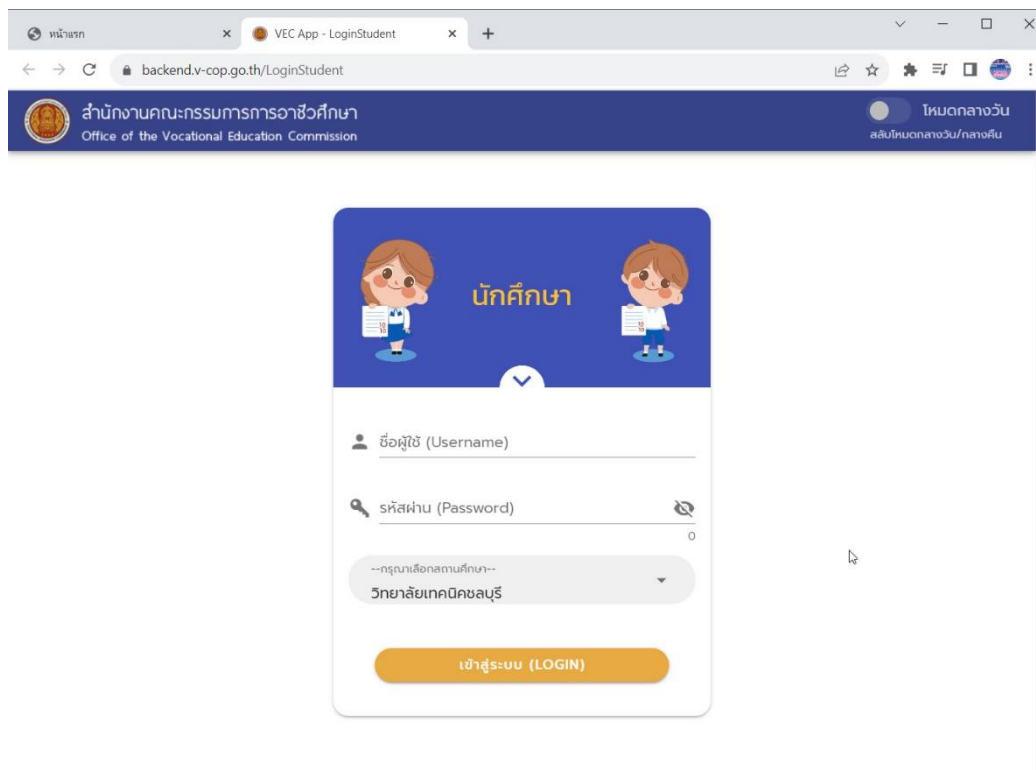 หน้าแรก
VEC App - LoginStudent
backend.v-cop.go.th/LoginStudent
สำนักงานคณะกรรมการการอาชีวศึกษา
Office of the Vocational Education Commission
โหมดกลางวัน
สลับโหมดกลางวัน/กลางคืน
นักศึกษา
ชื่อผู้ใช้ (Username)
รหัสผ่าน (Password)
0
--กรุณาเลือกสถานศึกษา--
วิทยาลัยเทคนิคชลบุรี
เข้าสู่ระบบ (LOGIN)